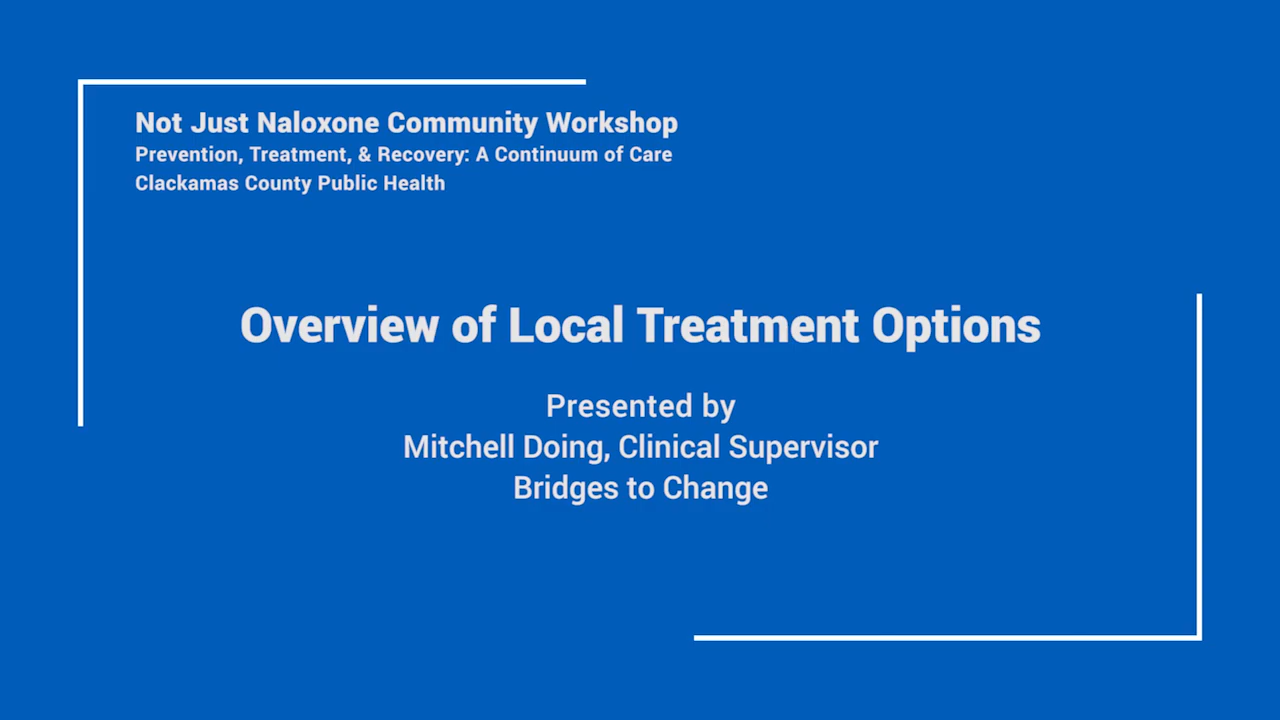 Not Just Naloxone Community Workshop
Prevention, Treatment, & Recovery: A Continuum of Care
Clackamas County Public Health
Overview of Local Treatment Options
Presented by
Mitchell Doing, Clinical Supervisor
Bridges to Change